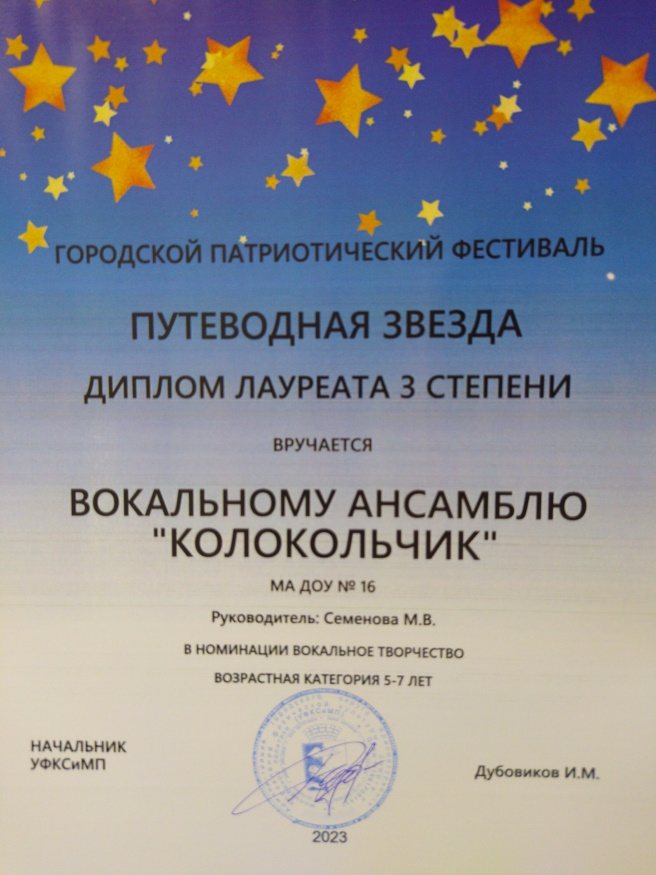 ГОРОДСКОЙ ПАТРИОТИЧЕСКИЙ ФЕСТИВАЛЬ
ПУТЕВОДНАЯ ЗВЕЗДА
ДИПЛОМ ЛАУРЕАТА 3 СТЕПЕНИ
ВРУЧАЕТСЯ
ВОКАЛЬНОМУ АНСАМБЛЮ
"КОЛОКОЛЬЧИК"
МА ДОУ № 16
Руководитель: Семенова М.В.
В НОМИНАЦИИ ВОКАЛЬНОЕ ТВОРЧЕСТВО
ВОЗРАСТНАЯ КАТЕГОРИЯ 5-7 ЛЕТ
(УФКСиМП)
НАЧАЛЬНИК
УФКСиМП
Дубовиков И.М.
2023